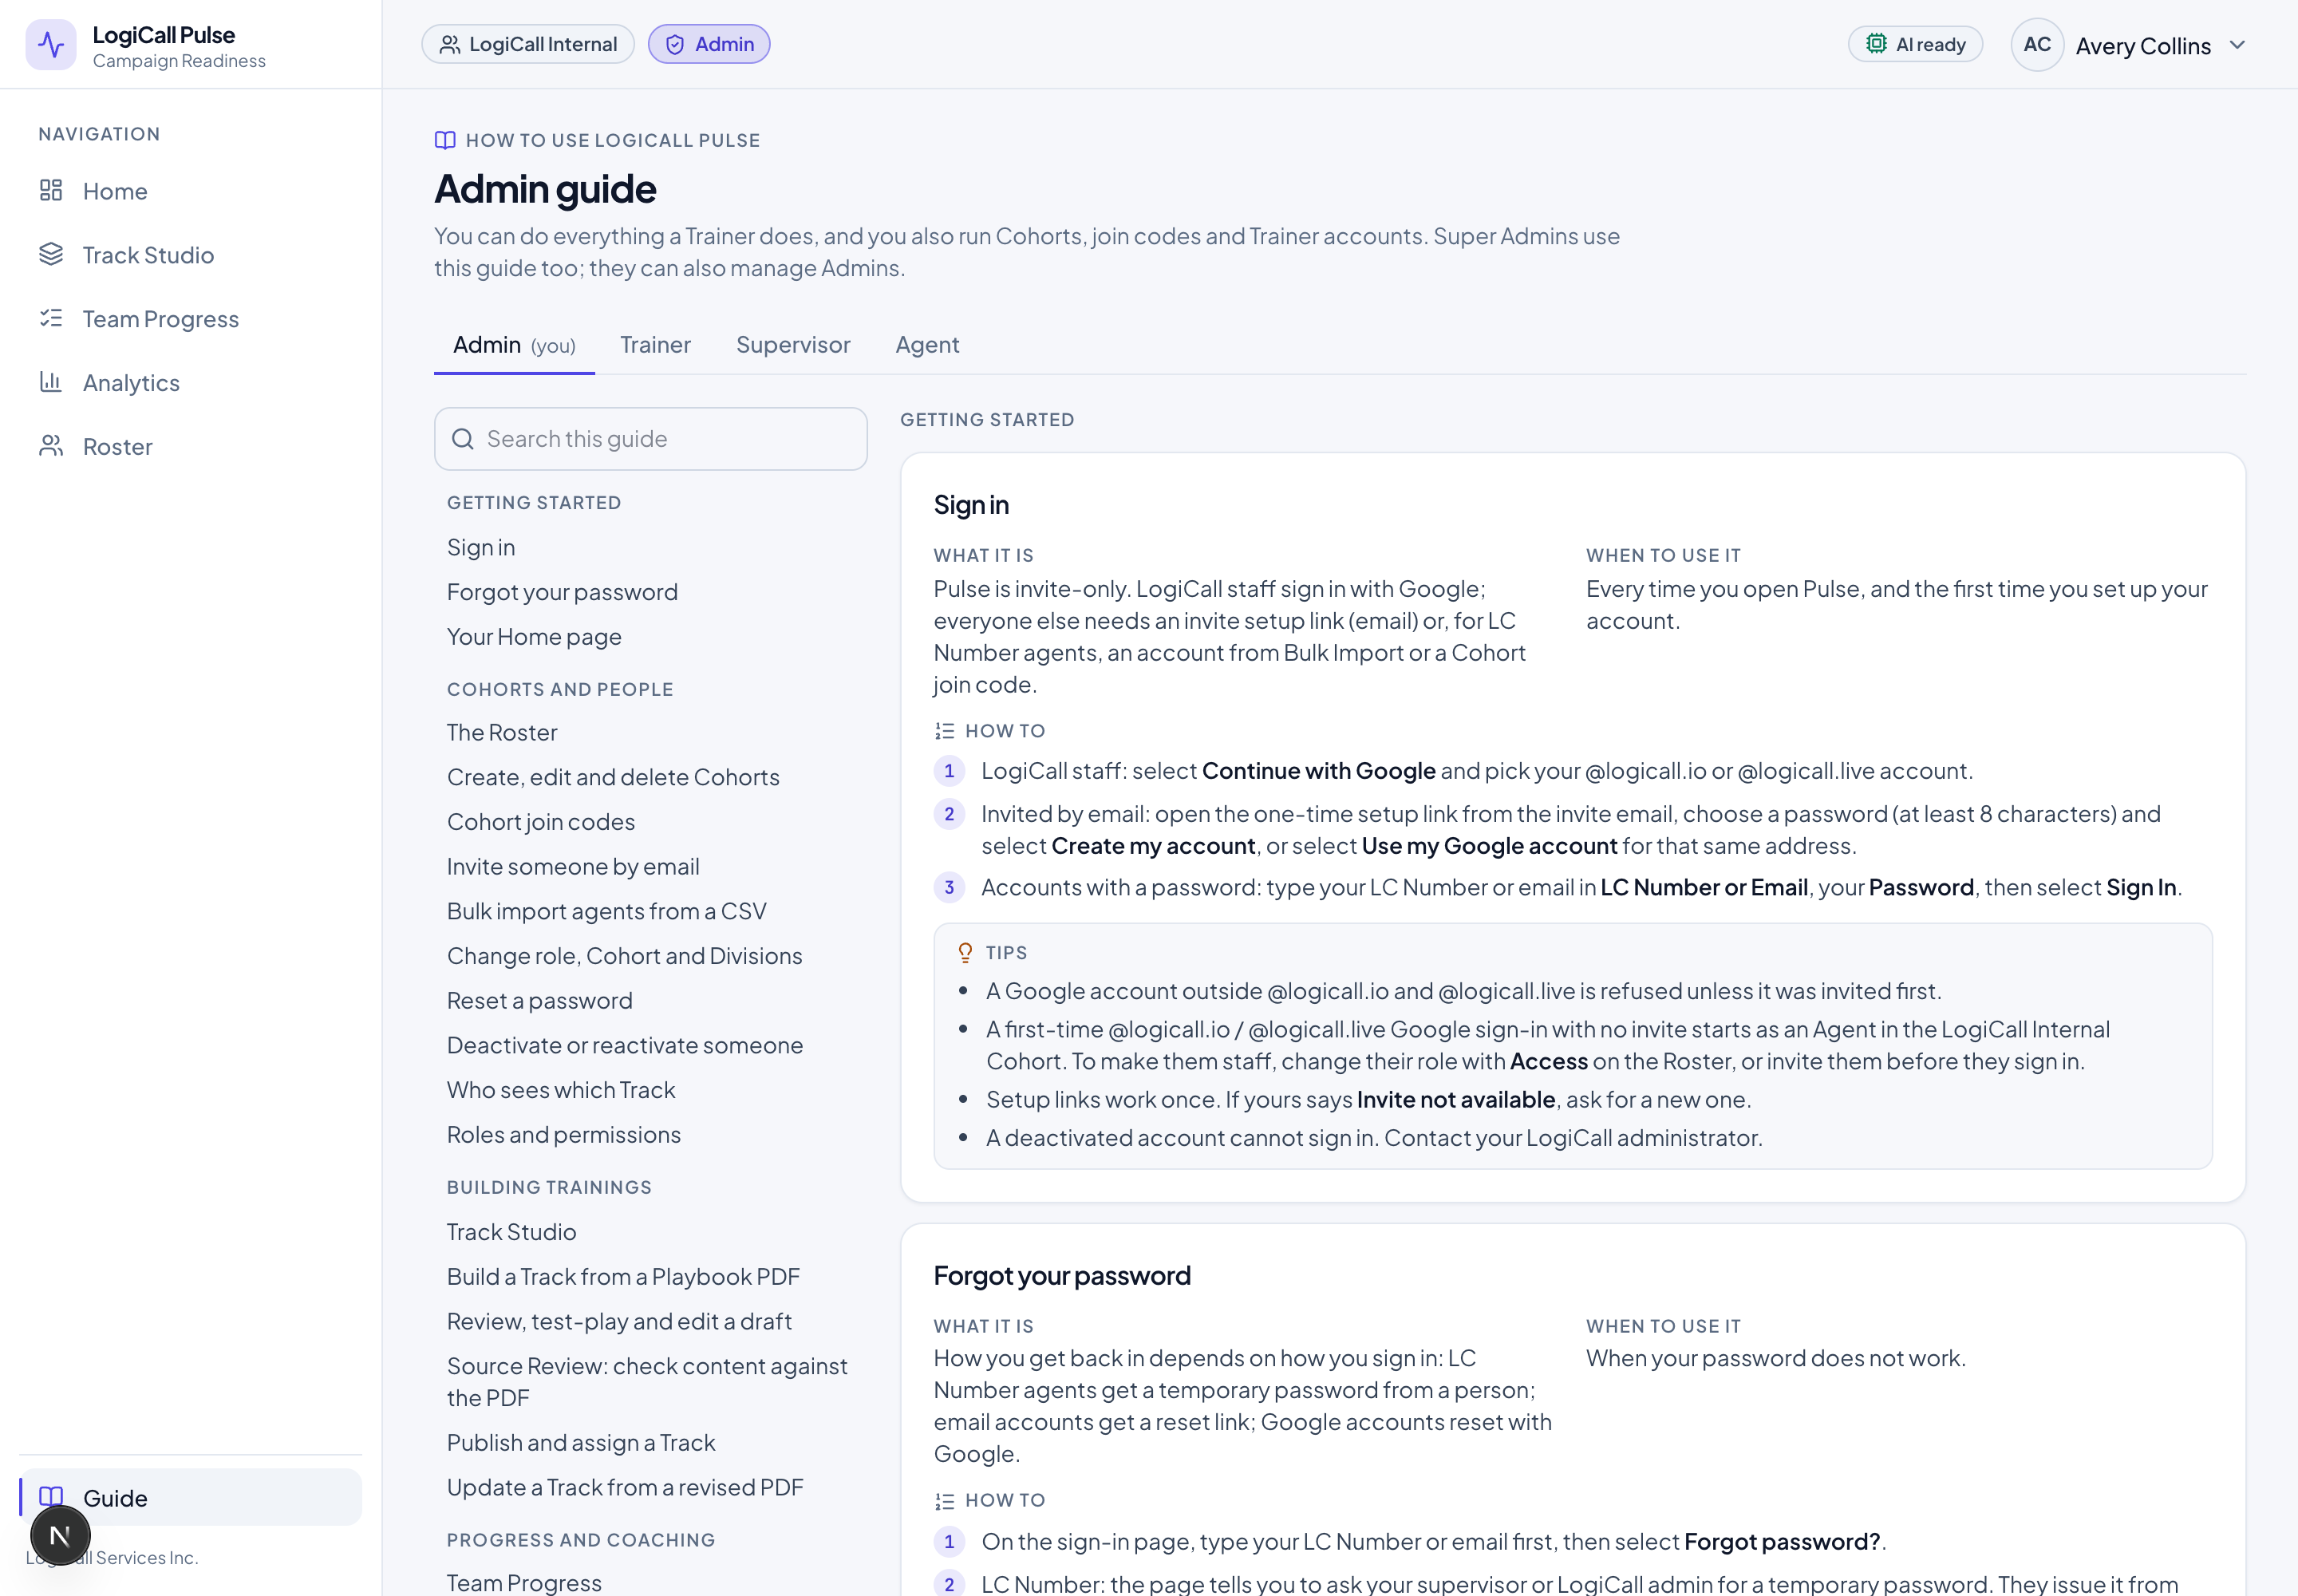 LogiCall Pulse
Campaign Readiness
LogiCall Internal
Admin
AI ready
AC
Avery Collins
NAVIGATION
Home
Track Studio
Team Progress
Analytics
Roster
Guide
N
HOW TO USE LOGICALL PULSE
Admin guide
You can do everything a Trainer does, and you also run Cohorts, join codes and Trainer accounts. Super Admins use
this guide too; they can also manage Admins.
Admin (you)
Trainer
Supervisor
Agent
Search this guide
GETTING STARTED
Sign in
Forgot your password
Your Home page
COHORTS AND PEOPLE
The Roster
Create, edit and delete Cohorts
Cohort join codes
Invite someone by email
Bulk import agents from a CSV
Change role, Cohort and Divisions
Reset a password
Deactivate or reactivate someone
Who sees which Track
Roles and permissions
BUILDING TRAININGS
Track Studio
Build a Track from a Playbook PDF
Review, test-play and edit a draft
Source Review: check content against
the PDF
Publish and assign a Track
Update a Track from a revised PDF
PROGRESS AND COACHING
Team Progress
GETTING STARTED
Sign in
WHAT IT IS
Pulse is invite-only. LogiCall staff sign in with Google;
everyone else needs an invite setup link (email) or, for LC
Number agents, an account from Bulk Import or a Cohort
join code.
WHEN TO USE IT
Every time you open Pulse, and the first time you set up your
account.
HOW TO
1 LogiCall staff: select Continue with Google and pick your @logicall.io or @logicall.live account.
2 Invited by email: open the one-time setup link from the invite email, choose a password (at least 8 characters) and
select Create my account, or select Use my Google account for that same address.
3 Accounts with a password: type your LC Number or email in LC Number or Email, your Password, then select Sign In.
TIPS
• A Google account outside @logicall.io and @logicall.live is refused unless it was invited first.
• A first-time @logicall.io / @logicall.live Google sign-in with no invite starts as an Agent in the LogiCall Internal
Cohort. To make them staff, change their role with Access on the Roster, or invite them before they sign in.
• Setup links work once. If yours says Invite not available, ask for a new one.
• A deactivated account cannot sign in. Contact your LogiCall administrator.
Forgot your password
WHAT IT IS
How you get back in depends on how you sign in: LC
Number agents get a temporary password from a person;
email accounts get a reset link; Google accounts reset with
Google.
WHEN TO USE IT
When your password does not work.
HOW TO
1 On the sign-in page, type your LC Number or email first, then select Forgot password?.
2 LC Number: the page tells you to ask your supervisor or LogiCall admin for a temporary password. They issue it from
Services Inc.